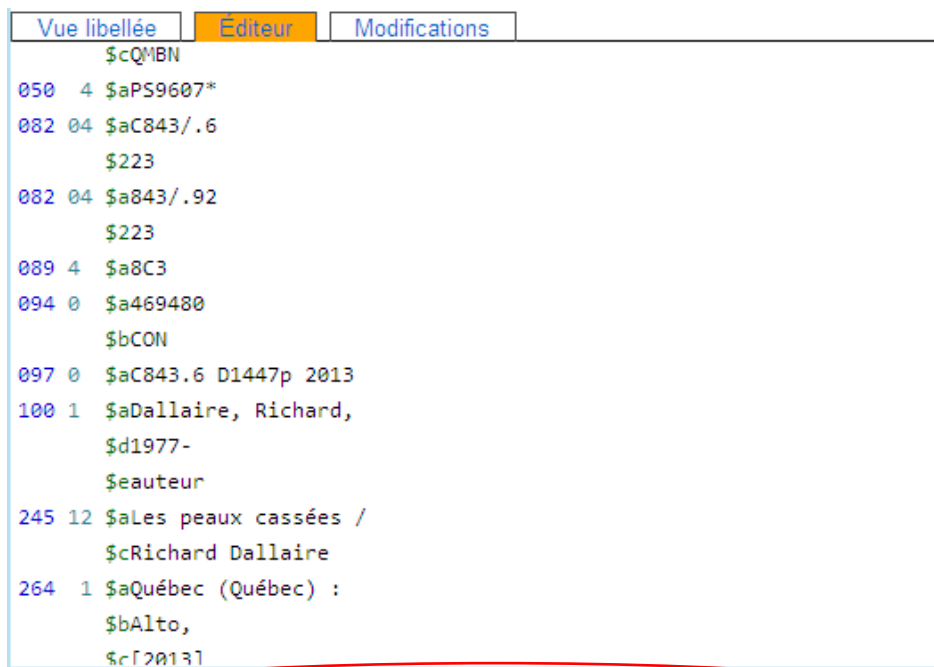 Vue libellée Éditeur Modifications
$cQMBN
050 4 $aPS9607*
082 04 $aC843/.6
$223
082 04 $a843/.92
$223
089 4 $a8C3
094 0 $a469480
$bCON
097 0 $aC843.6 D1447p 2013
100 1 $aDallaire, Richard,
$d1977-
$eauteur
245 12 $aLes peaux cassées /
$cRichard Dallaire
264 1 $aQuébec (Québec) :
$bAlto,
$c[2013]